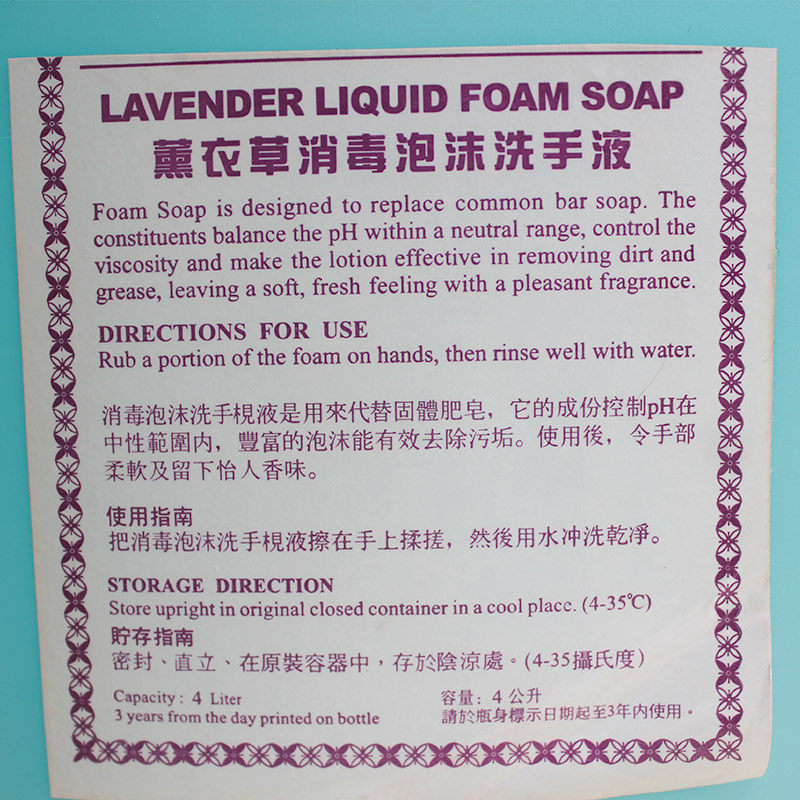 LAVENDER LIQUID FOAM SOAP
薰衣草消毒泡沫洗手液
Foam Soap is designed to replace common bar soap. The
constituents balance the pH within a neutral range, control the
viscosity and make the lotion effective in removing dirt and
grease, leaving a soft, fresh feeling with a pleasant fragrance.
DIRECTIONS FOR USE
Rub a portion of the foam on hands, then rinse well with water.
消毒泡沫洗手梘液是用來代替固體肥皂，它的成份控制pH在
中性範圍内，豐富的泡沫能有效去除污垢。使用後，令手部
柔軟及留下怡人香味。
使用指南
把消毒泡沫洗手梘液擦在手上揉搓，然後用水冲洗乾凈。
STORAGE DIRECTION
Store upright in original closed container in a cool place. (4-35℃)
貯存指南
密封、直立、在原裝容器中，存於陰涼處。(4-35攝氏度)
Capacity: 4 Liter
3 years from the day printed on bottle
容量：4 公升
請於瓶身標示日期起至3年内使用。